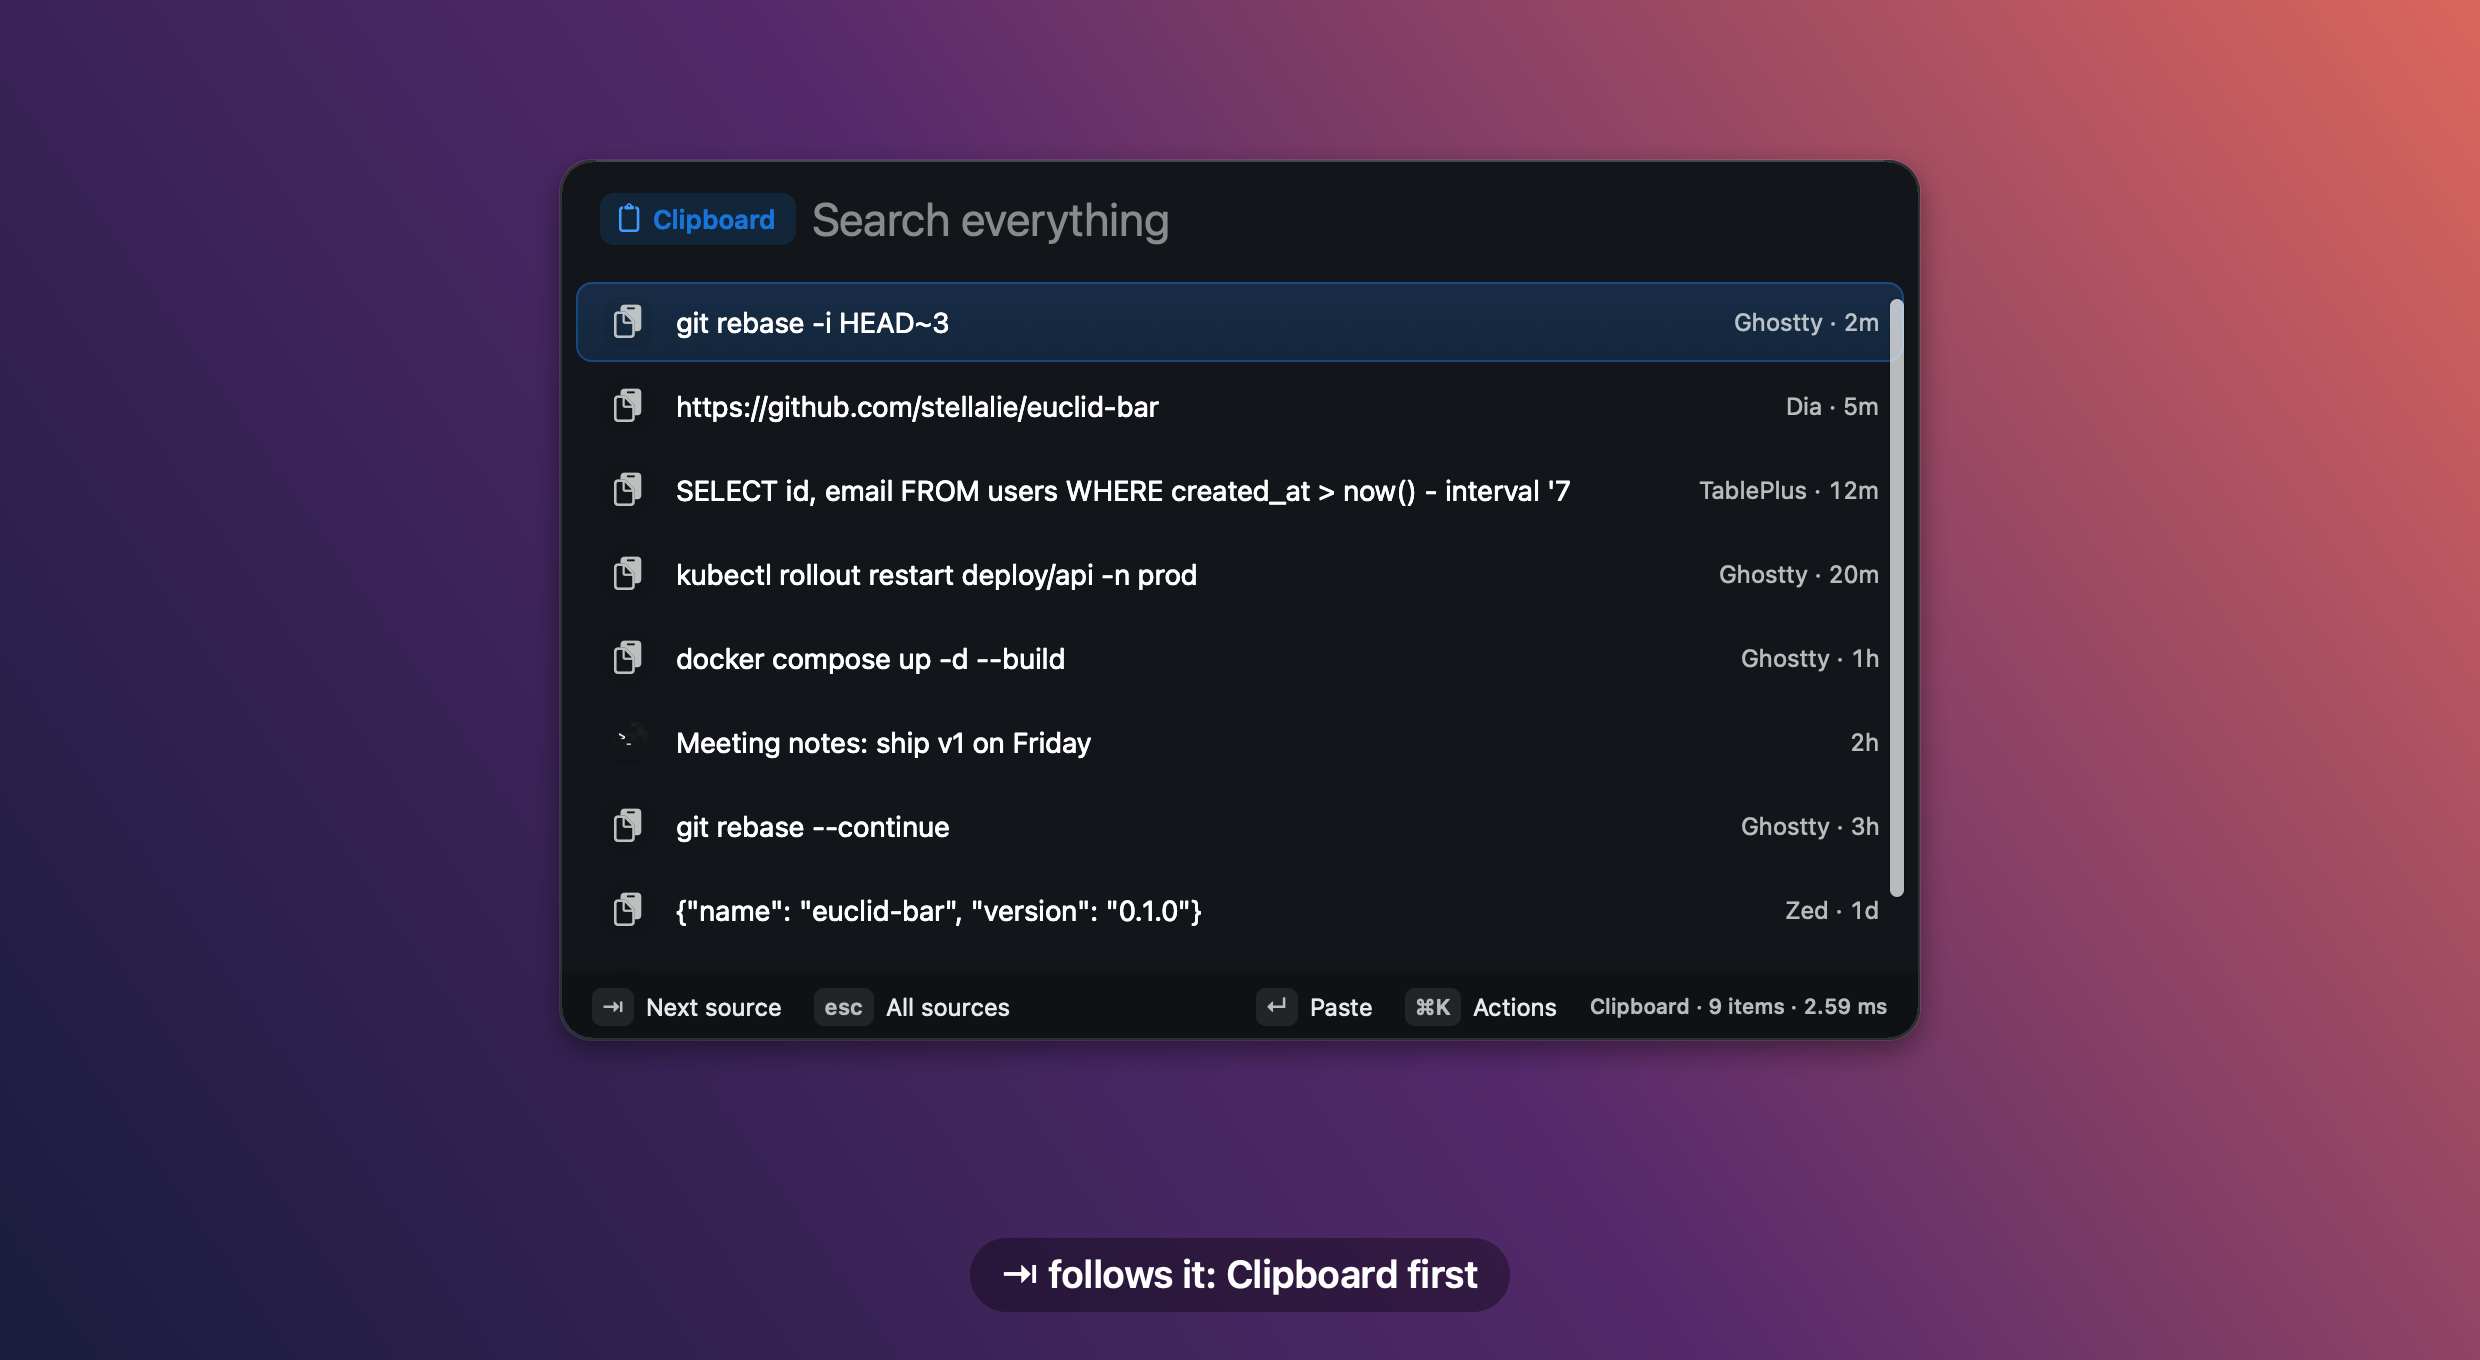 Clipboard Search everything
git rebase -i HEAD~3 Ghostty · 2m
https://github.com/stellalie/euclid-bar Dia · 5m
SELECT id, email FROM users WHERE created_at > now() - interval '7 TablePlus · 12m
kubectl rollout restart deploy/api -n prod Ghostty · 20m
docker compose up -d --build Ghostty · 1h
Meeting notes: ship v1 on Friday 2h
git rebase --continue Ghostty · 3h
{"name": "euclid-bar", "version": "0.1.0"} Zed · 1d
⇥ Next source esc All sources ↵ Paste ⌘K Actions Clipboard · 9 items · 2.59 ms
⇥ follows it: Clipboard first